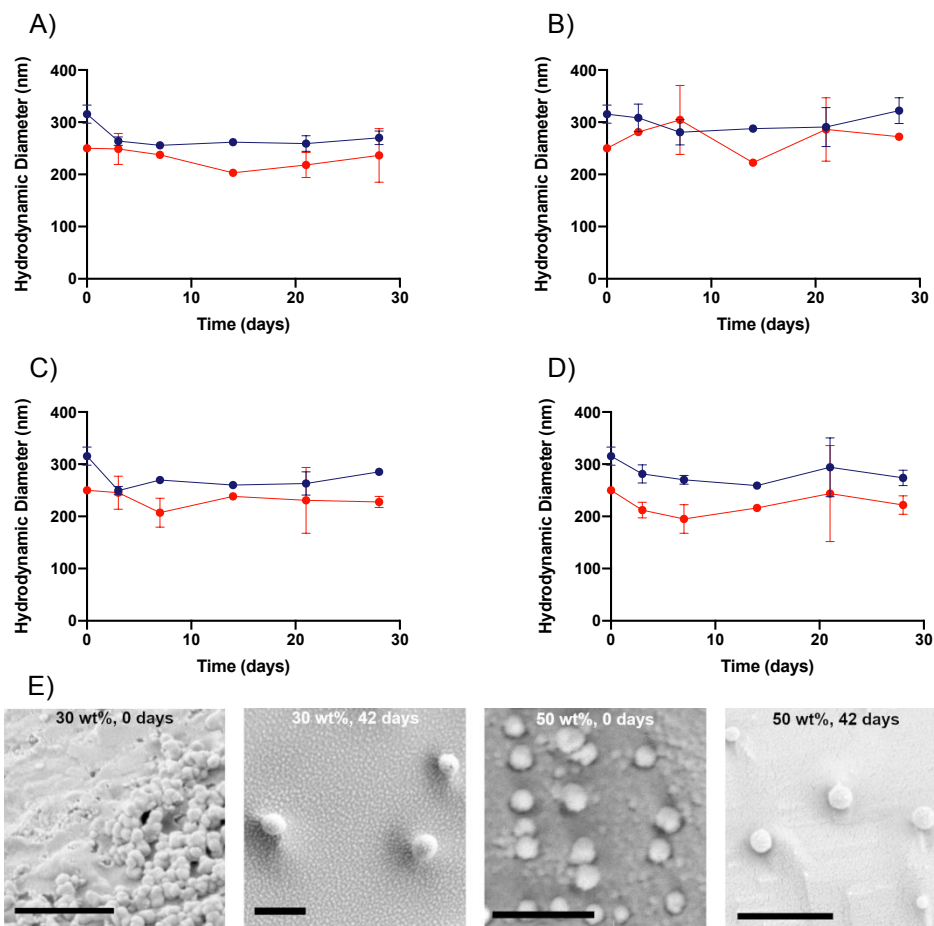 A)
Hydrodynamic Diameter (nm)
400
300
200
100
0
0
10
20
30
Time (days)
B)
Hydrodynamic Diameter (nm)
400
300
200
100
0
0
10
20
30
Time (days)
C)
Hydrodynamic Diameter (nm)
400
300
200
100
0
0
10
20
30
Time (days)
D)
Hydrodynamic Diameter (nm)
400
300
200
100
0
0
10
20
30
Time (days)
E)
30 wt%, 0 days
30 wt%, 42 days
50 wt%, 0 days
50 wt%, 42 days